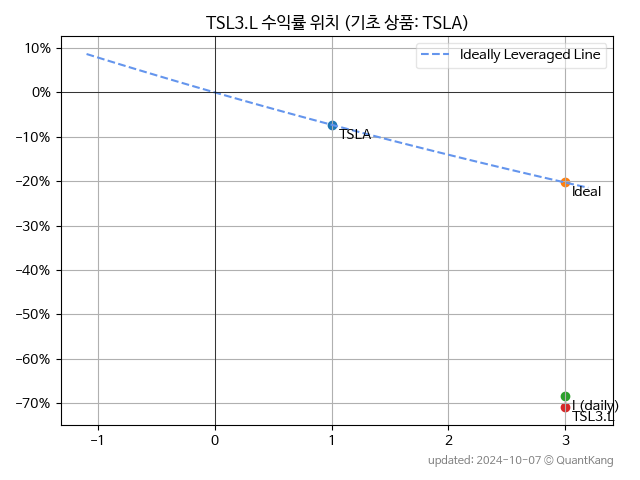 TSL3.L 수익률 위치 (기초 상품: TSLA)
10%
Ideally Leveraged Line
0%
TSLA
−10%
−20%
Ideal
−30%
−40%
−50%
−60%
−70%
I (daily)
TSL3.L
−1 0 1 2 3
updated: 2024-10-07 © QuantKang